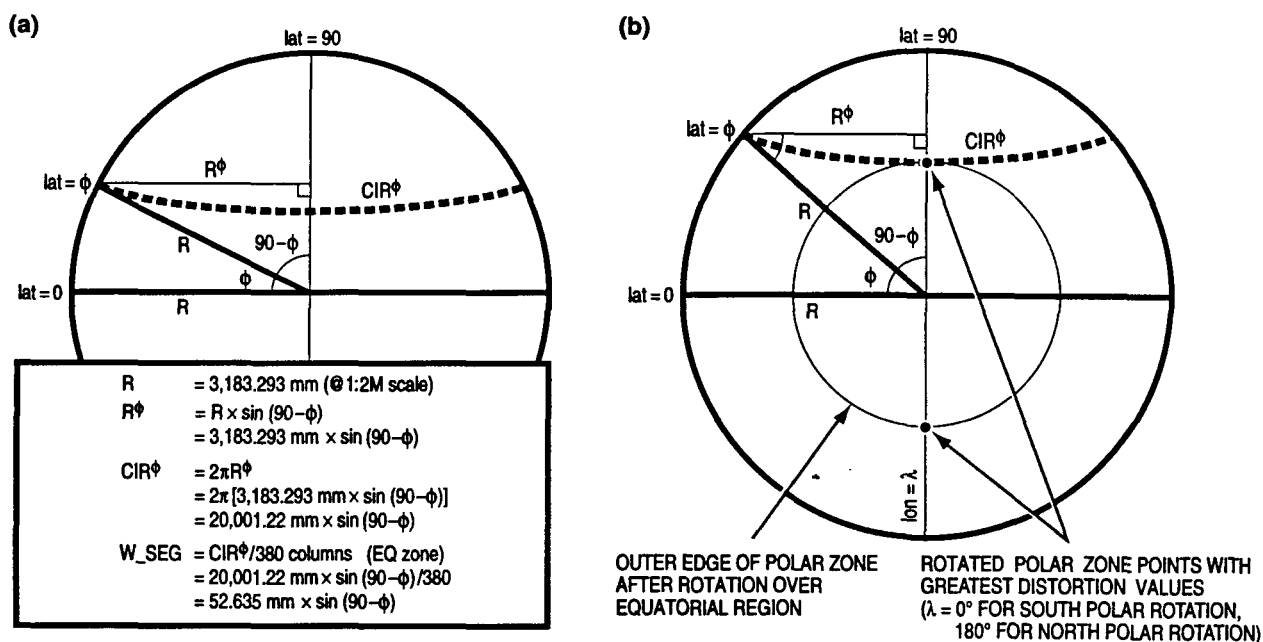 (a)
lat = 90
R^ϕ
lat = ϕ
CIR^ϕ
R
90–ϕ
ϕ
lat = 0
R
R = 3,183.293 mm (@1:2M scale)
R^ϕ = R × sin (90–ϕ)
= 3,183.293 mm × sin (90–ϕ)
CIR^ϕ = 2πR^ϕ
= 2π [3,183.293 mm × sin (90–ϕ)]
= 20,001.22 mm × sin (90–ϕ)
W_SEG = CIR^ϕ/380 columns (EQ zone)
= 20,001.22 mm × sin (90–ϕ)/380
= 52.635 mm × sin (90–ϕ)
(b)
lat = 90
R^ϕ
lat = ϕ
CIR^ϕ
R
90–ϕ
ϕ
lat = 0
R
lon = λ
OUTER EDGE OF POLAR ZONE
AFTER ROTATION OVER
EQUATORIAL REGION
ROTATED POLAR ZONE POINTS WITH
GREATEST DISTORTION VALUES
(λ = 0° FOR SOUTH POLAR ROTATION,
180° FOR NORTH POLAR ROTATION)